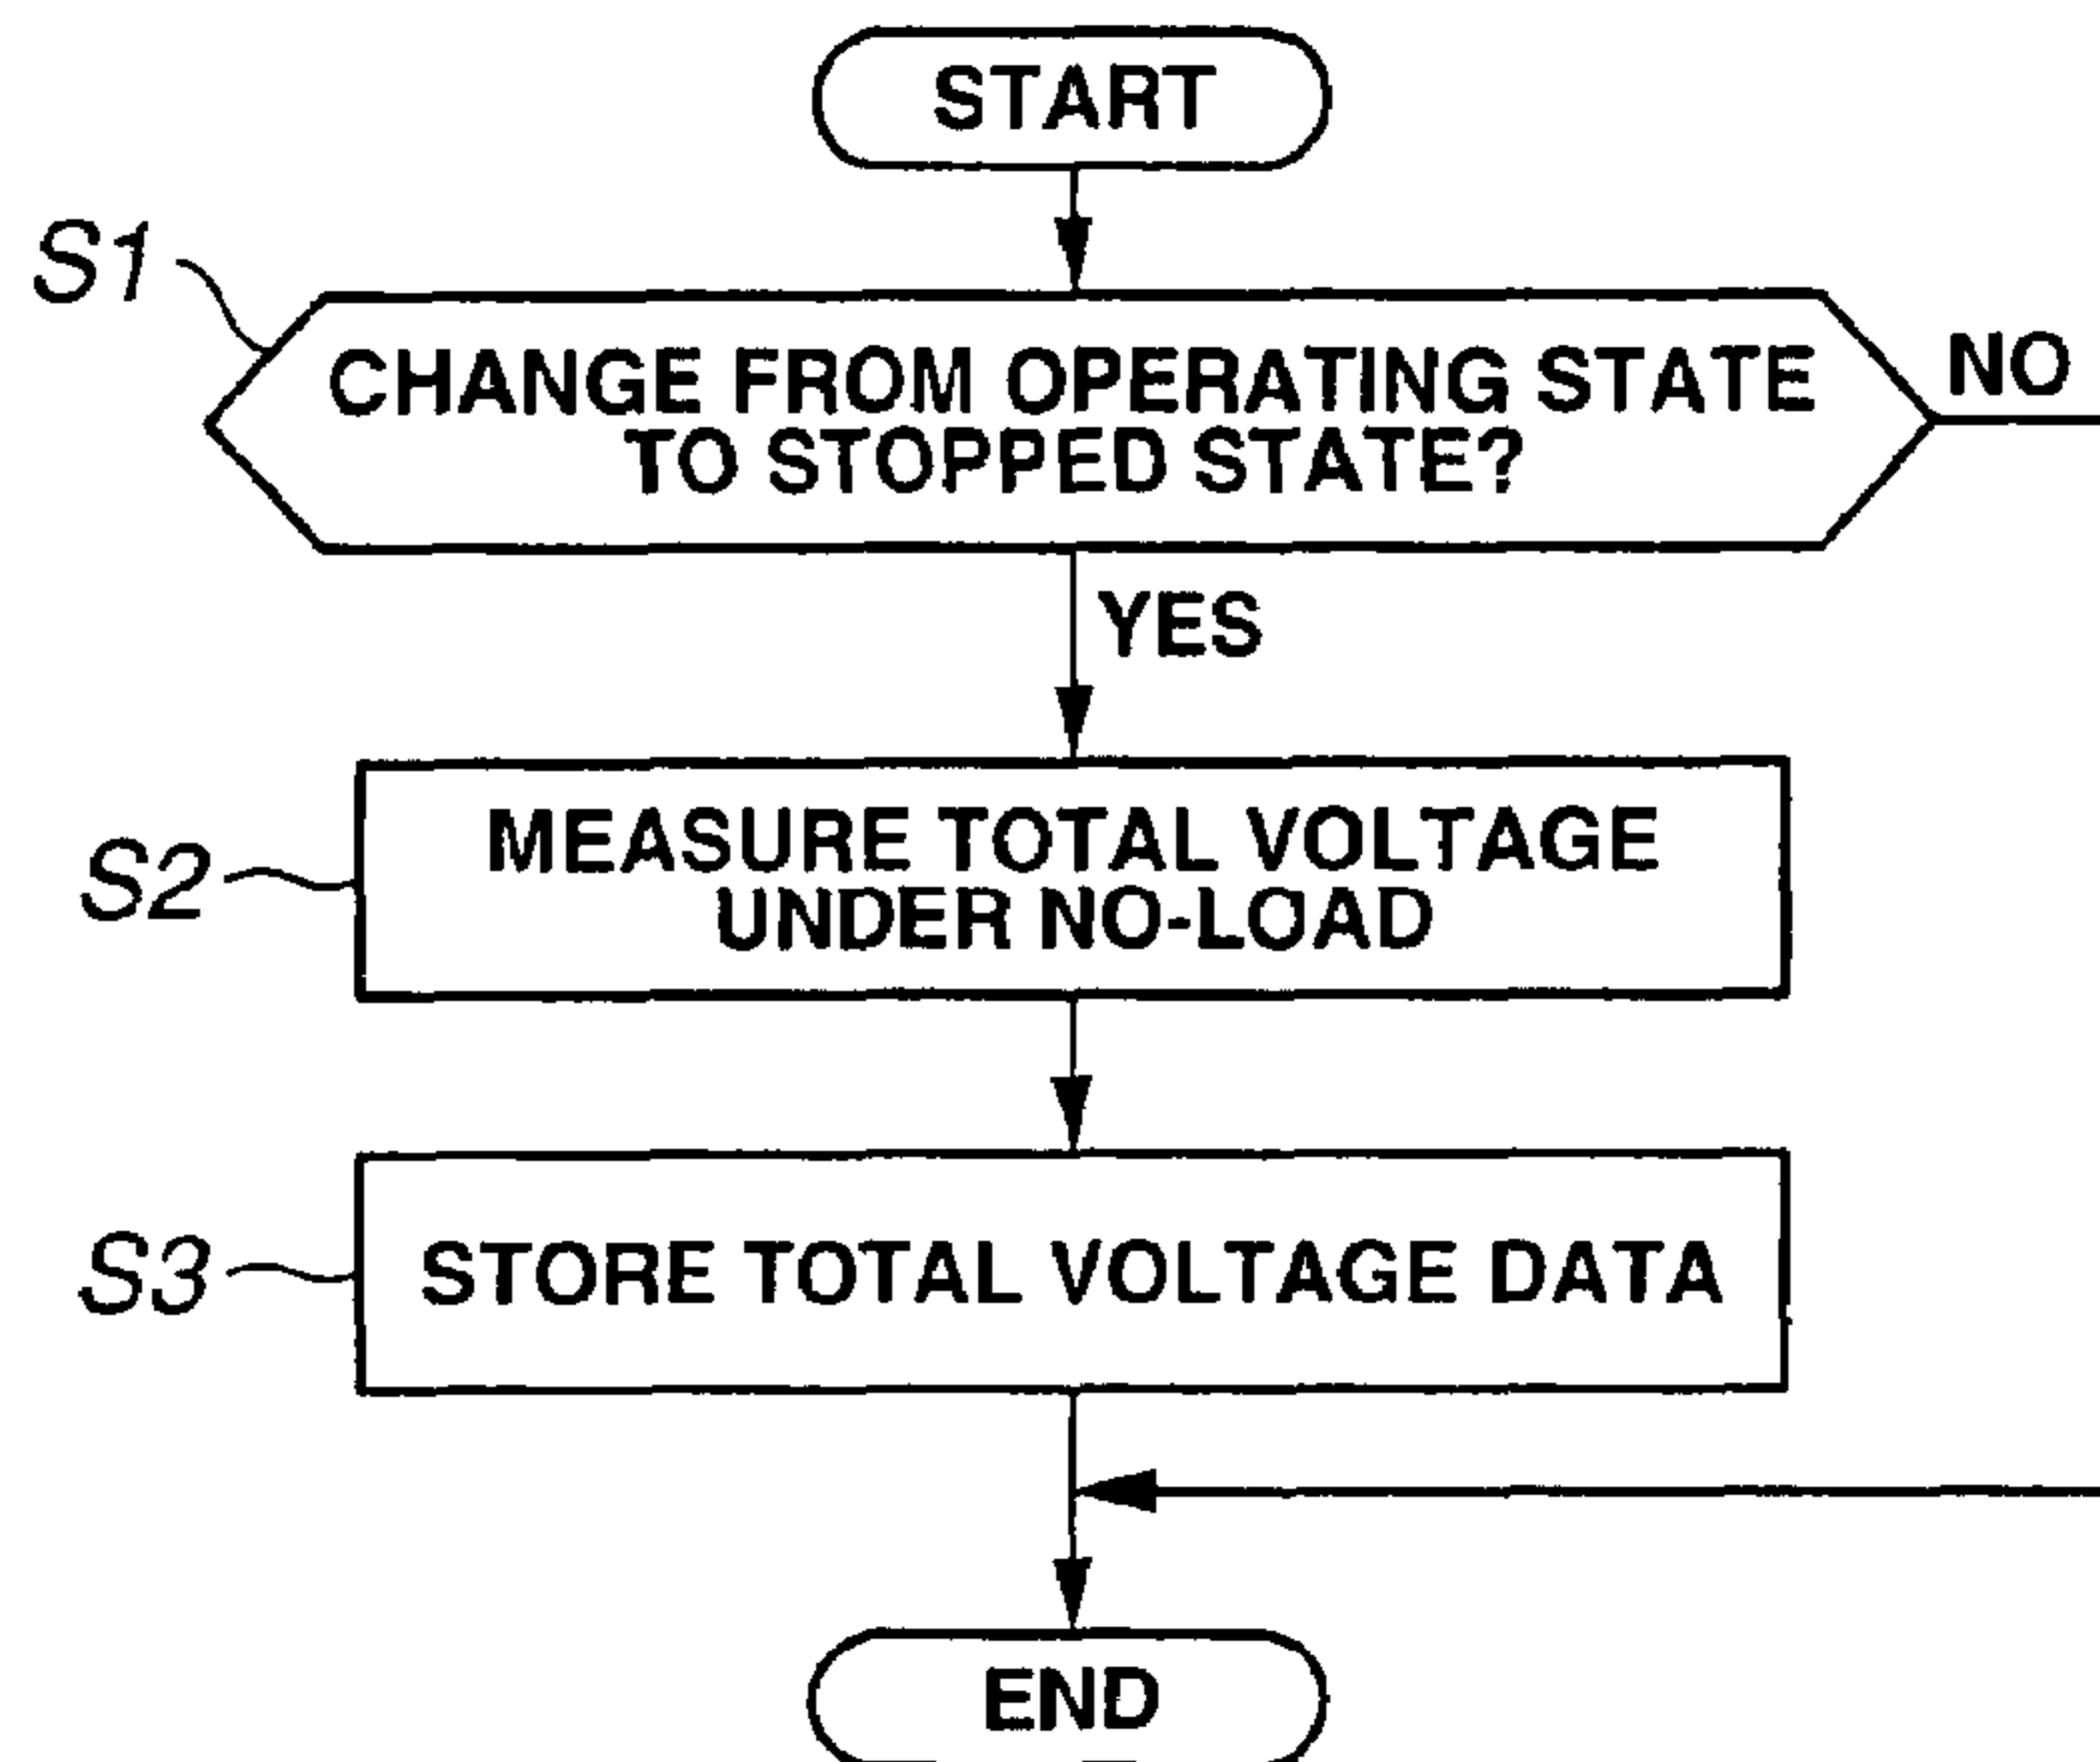 START
S1
CHANGE FROM OPERATING STATE
TO STOPPED STATE?
NO
YES
S2
MEASURE TOTAL VOLTAGE
UNDER NO-LOAD
S3
STORE TOTAL VOLTAGE DATA
END